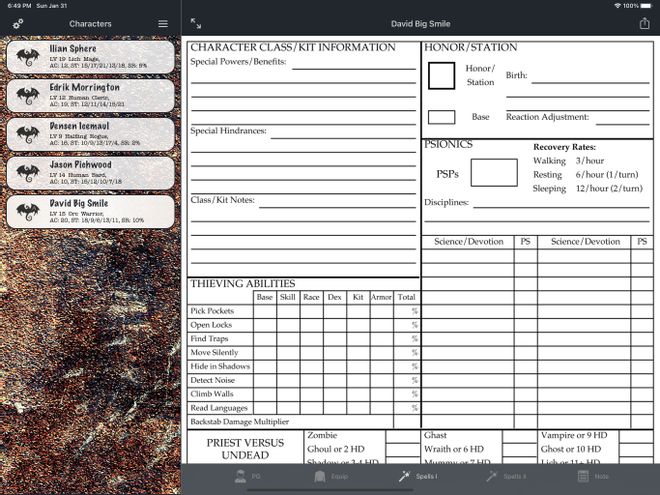 6:49 PM Sun Jan 31
100%
Characters
David Big Smile
Ilian Sphere
LV 19 Lich Mage,
AC: 12, ST: 15/17/21/13/18, SR: 5%
Edrik Morrington
LV 12 Human Cleric,
AC: 19, ST: 12/11/14/15/21
Densen Icemaul
LV 9 Halfling Rogue,
AC: 16, ST: 10/9/13/17/4, SR: 2%
Jason Pichwood
LV 14 Human Bard,
AC: 10, ST: 15/12/10/7/18
David Big Smile
LV 15 Orc Warrior,
AC: 20, ST: 18/9/6/13/11, SR: 10%
CHARACTER CLASS/KIT INFORMATION
Special Powers/Benefits:
Special Hindrances:
Class/Kit Notes:
THIEVING ABILITIES
Base Skill Race Dex Kit Armor Total
Pick Pockets %
Open Locks %
Find Traps %
Move Silently %
Hide in Shadows %
Detect Noise %
Climb Walls %
Read Languages %
Backstab Damage Multiplier
HONOR/STATION
Honor/
Station
Birth:
Base
Reaction Adjustment:
PSIONICS
PSPs
Recovery Rates:
Walking 3/hour
Resting 6/hour (1/turn)
Sleeping 12/hour (2/turn)
Disciplines:
Science/Devotion PS Science/Devotion PS
PRIEST VERSUS
UNDEAD
Zombie Ghast Vampire or 9 HD
Ghoul or 2 HD Wraith or 6 HD Ghost or 10 HD
Shadow or 3-4 HD Mummy or 7 HD Lich or 11+ HD
PG Equip Spells I Spells II Note